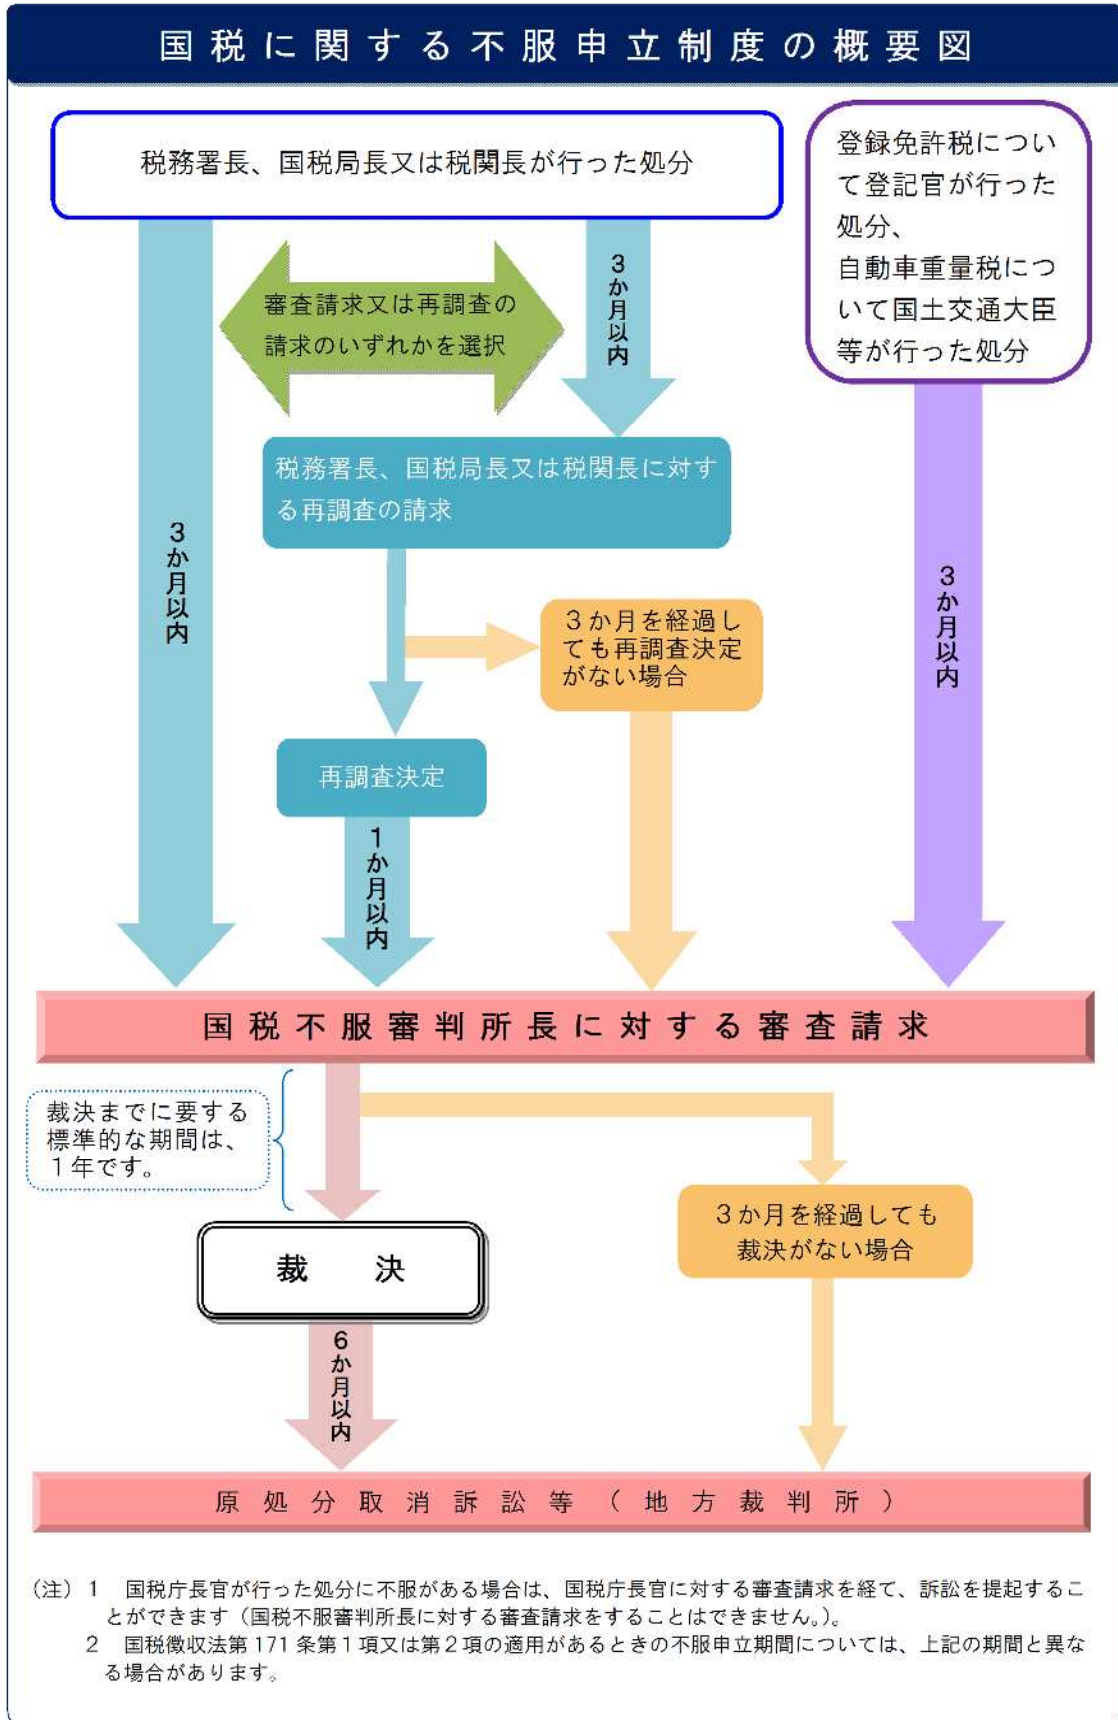 国税に関する不服申立制度の概要図
税務署長、国税局長又は税関長が行った処分
登録免許税につい
て登記官が行った
処分、
自動車重量税につ
いて国土交通大臣
等が行った処分
審査請求又は再調査の
請求のいずれかを選択
3か月以内
税務署長、国税局長又は税関長に対す
る再調査の請求
3か月以内
3か月以内
3か月を経過し
ても再調査決定
がない場合
再調査決定
1か月以内
国税不服審判所長に対する審査請求
裁決までに要する
標準的な期間は、
1年です。
3か月を経過しても
裁決がない場合
裁 決
6か月以内
原処分取消訴訟等(地方裁判所)
(注) 1 国税庁長官が行った処分に不服がある場合は、国税庁長官に対する審査請求を経て、訴訟を提起するこ
とができます(国税不服審判所長に対する審査請求をすることはできません。)。
2 国税徴収法第171条第1項又は第2項の適用があるときの不服申立期間については、上記の期間と異な
る場合があります。